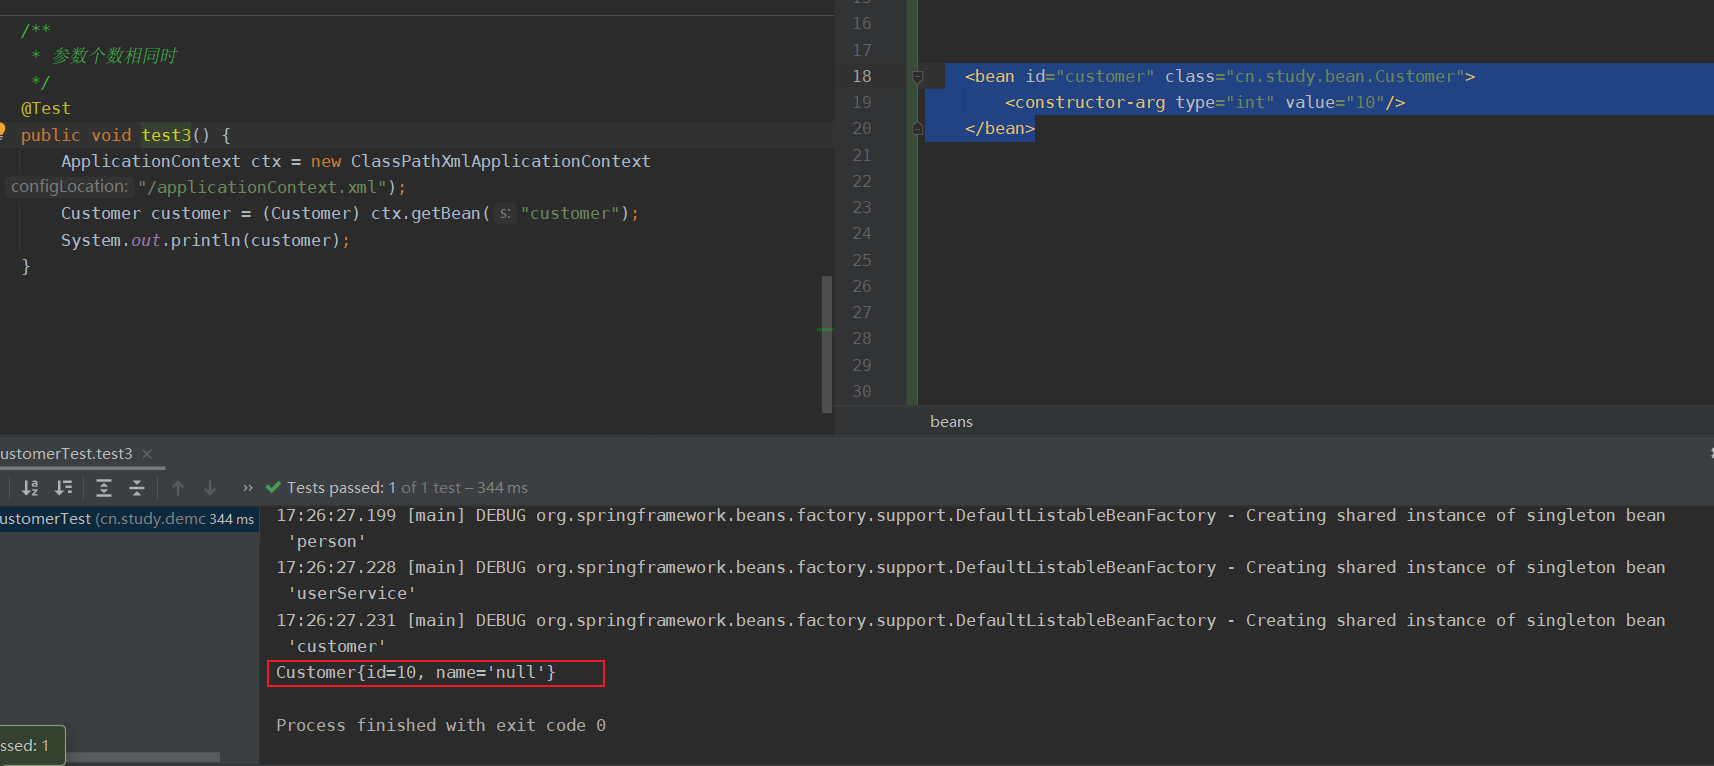 /**
* 参数个数相同时
*/
@Test
public void test3() {
ApplicationContext ctx = new ClassPathXmlApplicationContext
configLocation: "/applicationContext.xml");
Customer customer = (Customer) ctx.getBean( s: "customer");
System.out.println(customer);
}
16
17
18 <bean id="customer" class="cn.study.bean.Customer">
19 <constructor-arg type="int" value="10"/>
20 </bean>
21
22
23
24
25
26
27
28
29
30
beans
ustomerTest.test3 ×
›› Tests passed: 1 of 1 test – 344 ms
ustomerTest (cn.study.demc 344 ms
17:26:27.199 [main] DEBUG org.springframework.beans.factory.support.DefaultListableBeanFactory - Creating shared instance of singleton bean
'person'
17:26:27.228 [main] DEBUG org.springframework.beans.factory.support.DefaultListableBeanFactory - Creating shared instance of singleton bean
'userService'
17:26:27.231 [main] DEBUG org.springframework.beans.factory.support.DefaultListableBeanFactory - Creating shared instance of singleton bean
'customer'
Customer{id=10, name='null'}
Process finished with exit code 0
ssed: 1